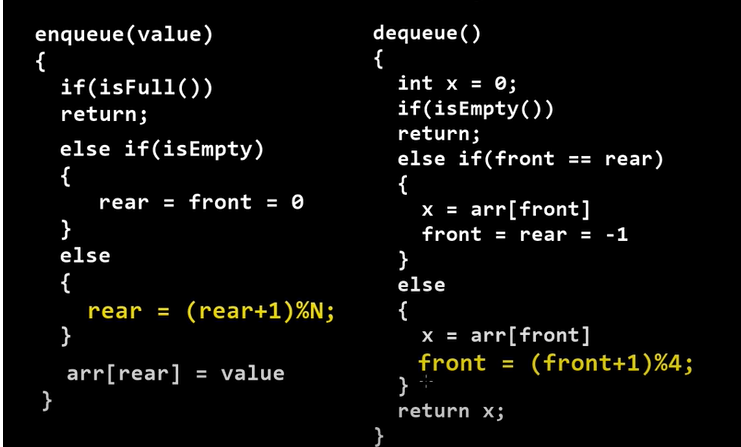 enqueue(value)
{
if(isFull())
return;
else if(isEmpty)
{
rear = front = 0
}
else
{
rear = (rear+1)%N;
}
arr[rear] = value
}
dequeue()
{
int x = 0;
if(isEmpty())
return;
else if(front == rear)
{
x = arr[front]
front = rear = -1
}
else
{
x = arr[front]
front = (front+1)%4;
}
return x;
}